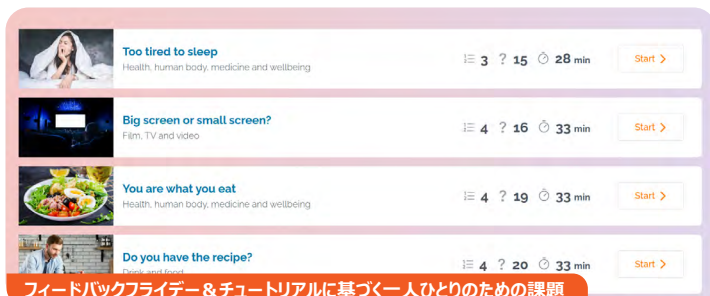 Too tired to sleep
Health, human body, medicine and wellbeing
3 ? 15 28 min
Start >
Big screen or small screen?
Film, TV and video
4 ? 16 33 min
Start >
You are what you eat
Health, human body, medicine and wellbeing
4 ? 19 33 min
Start >
Do you have the recipe?
Drink and food
4 ? 20 33 min
Start >
フィードバックフライデー＆チュートリアルに基づく一人ひとりのための課題